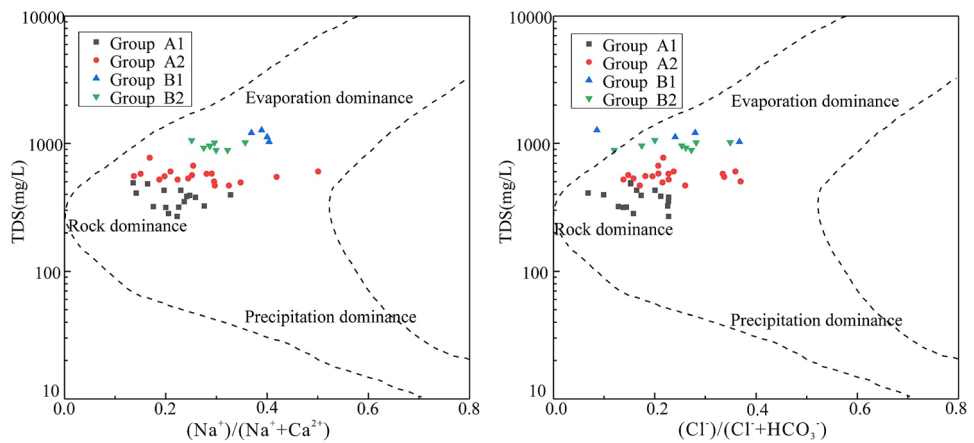 10000
Group A1
Group A2
Group B1
Group B2
Evaporation dominance
1000
TDS(mg/L)
Rock dominance
100
Precipitation dominance
10
0.0 0.2 0.4 0.6 0.8
(Na⁺)/(Na⁺+Ca²⁺)
10000
Group A1
Group A2
Group B1
Group B2
Evaporation dominance
1000
TDS(mg/L)
Rock dominance
100
Precipitation dominance
10
0.0 0.2 0.4 0.6 0.8
(Cl⁻)/(Cl⁻+HCO₃⁻)